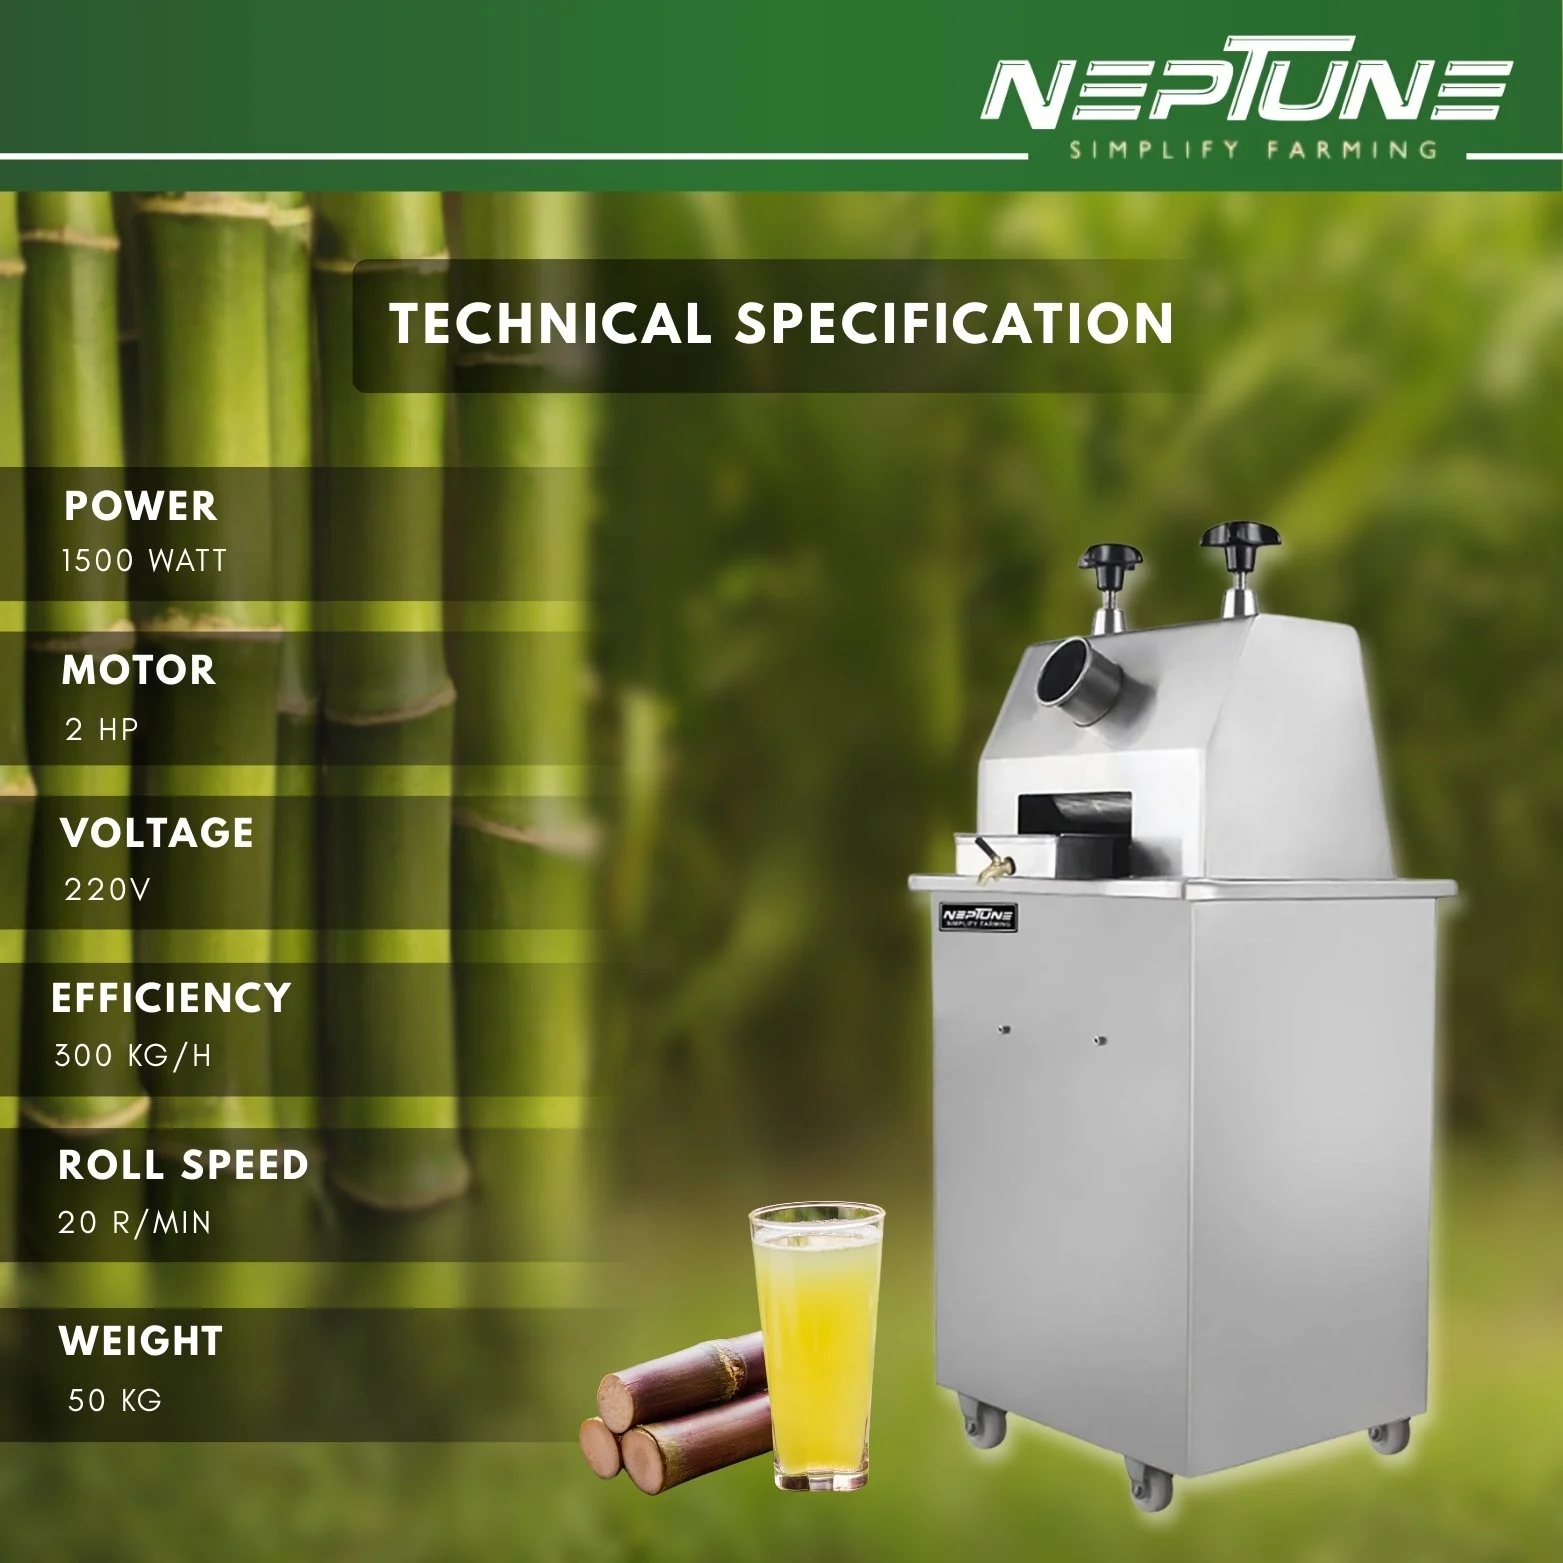 NEPTUNE
SIMPLIFY FARMING
TECHNICAL SPECIFICATION
POWER
1500 WATT
MOTOR
2 HP
VOLTAGE
220V
EFFICIENCY
300 KG/H
ROLL SPEED
20 R/MIN
WEIGHT
50 KG
NEPTUNE
SIMPLIFY FARMING